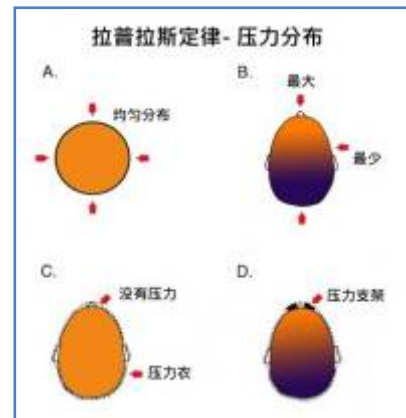 拉普拉斯定律- 压力分布
A.
均匀分布
B.
最大
最少
C.
没有压力
压力衣
D.
压力支架